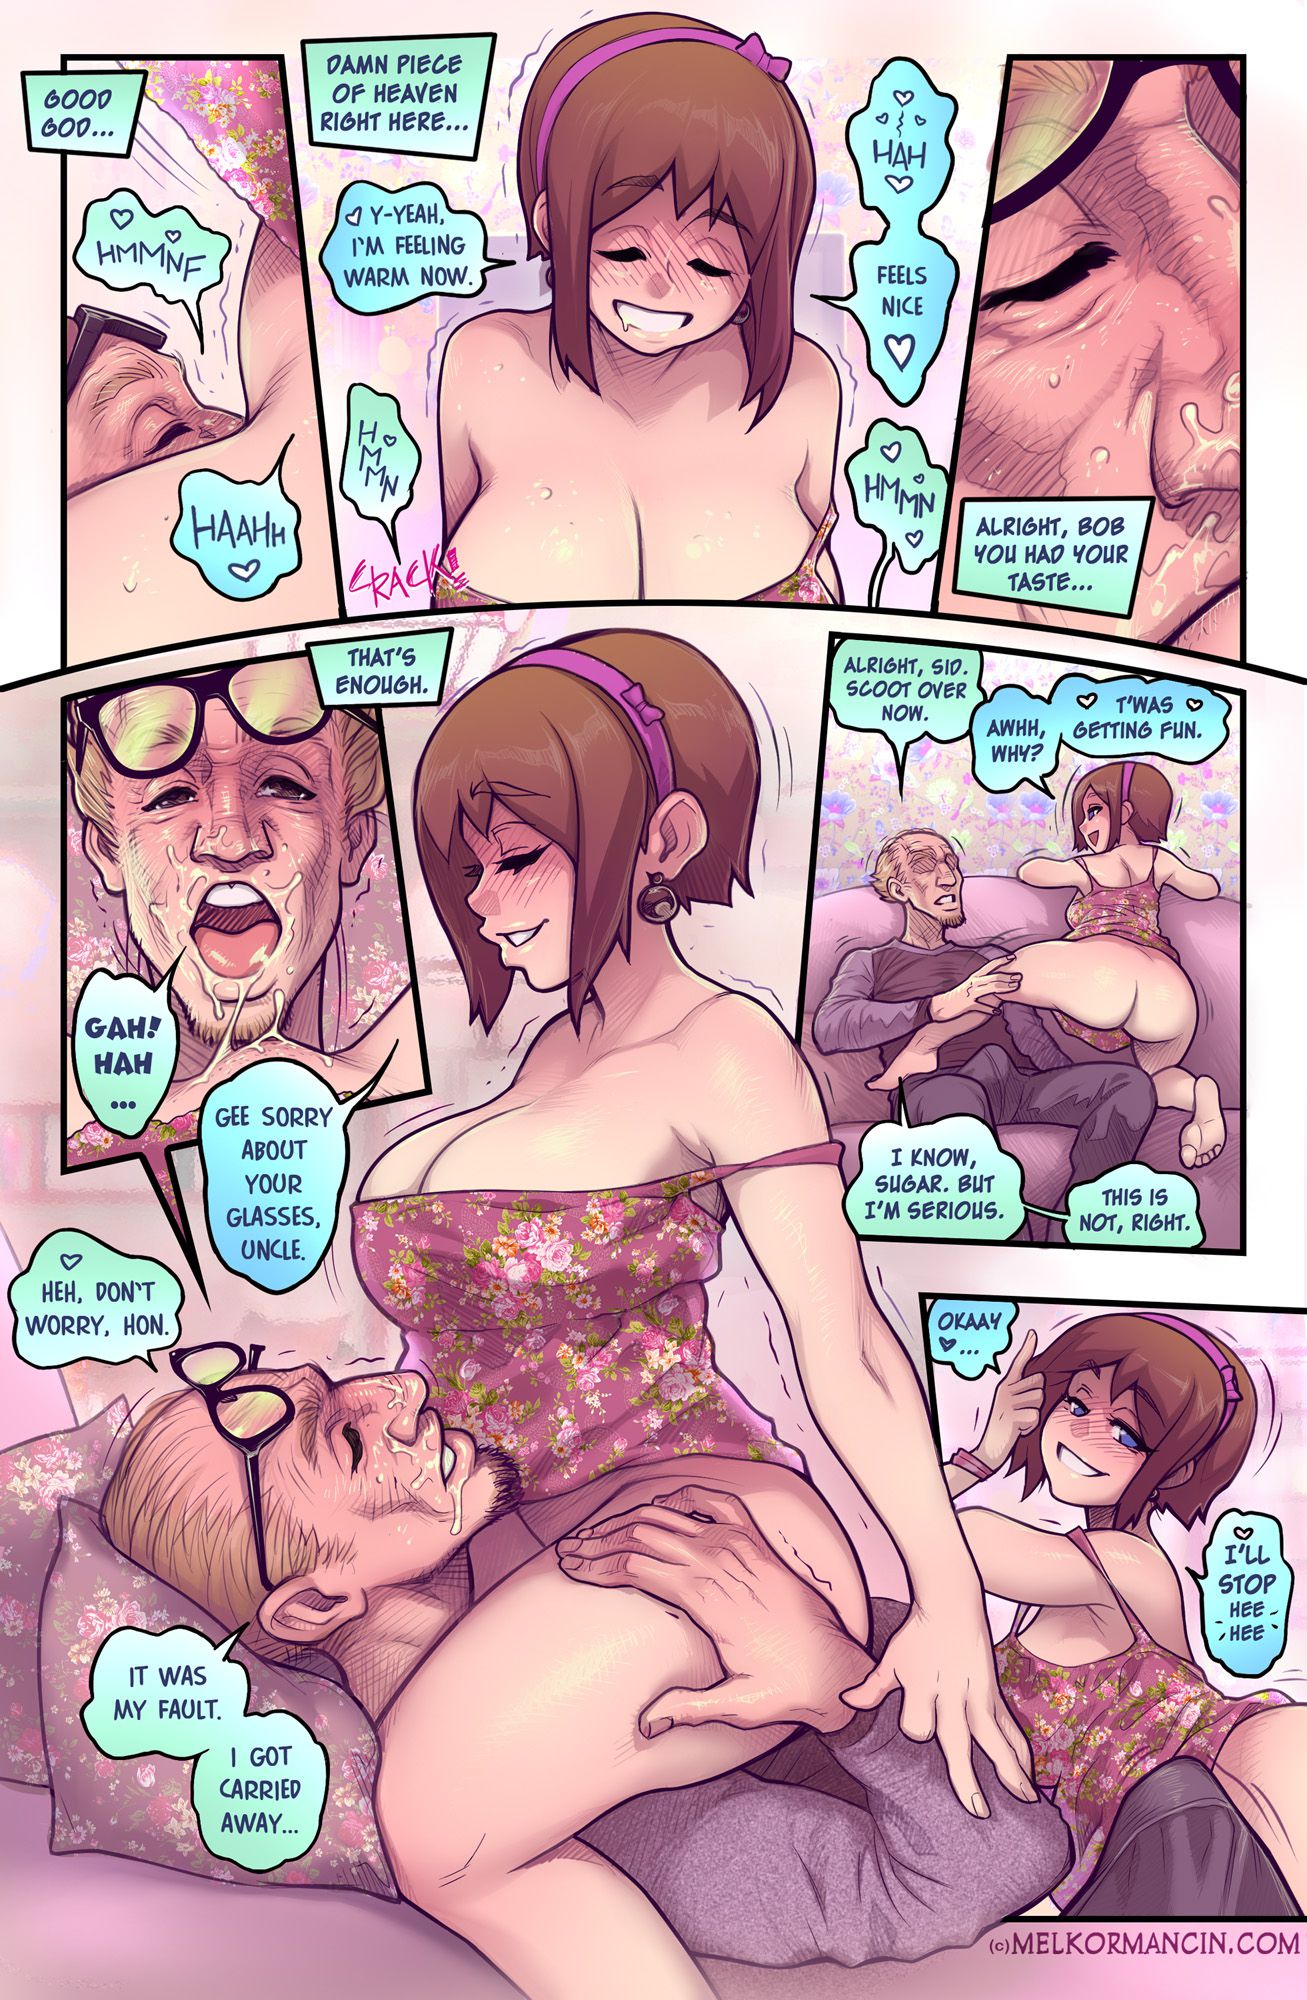 GOOD
GOD...
HMMNF
HAAHH
DAMN PIECE
OF HEAVEN
RIGHT HERE...
Y-YEAH,
I'M FEELING
WARM NOW.
HAH
FEELS
NICE
HMMN
CRACK!
HMMN
ALRIGHT, BOB
YOU HAD YOUR
TASTE...
THAT'S
ENOUGH.
GAH!
HAH
...
GEE SORRY
ABOUT
YOUR
GLASSES,
UNCLE.
HEH, DON'T
WORRY, HON.
IT WAS
MY FAULT.
I GOT
CARRIED
AWAY...
ALRIGHT, SID.
SCOOT OVER
NOW.
AWHH,
WHY?
T'WAS
GETTING FUN.
I KNOW,
SUGAR. BUT
I'M SERIOUS.
THIS IS
NOT, RIGHT.
OKAAY
...
I'LL
STOP
HEE
HEE
(C)MELKORMANCIN.COM